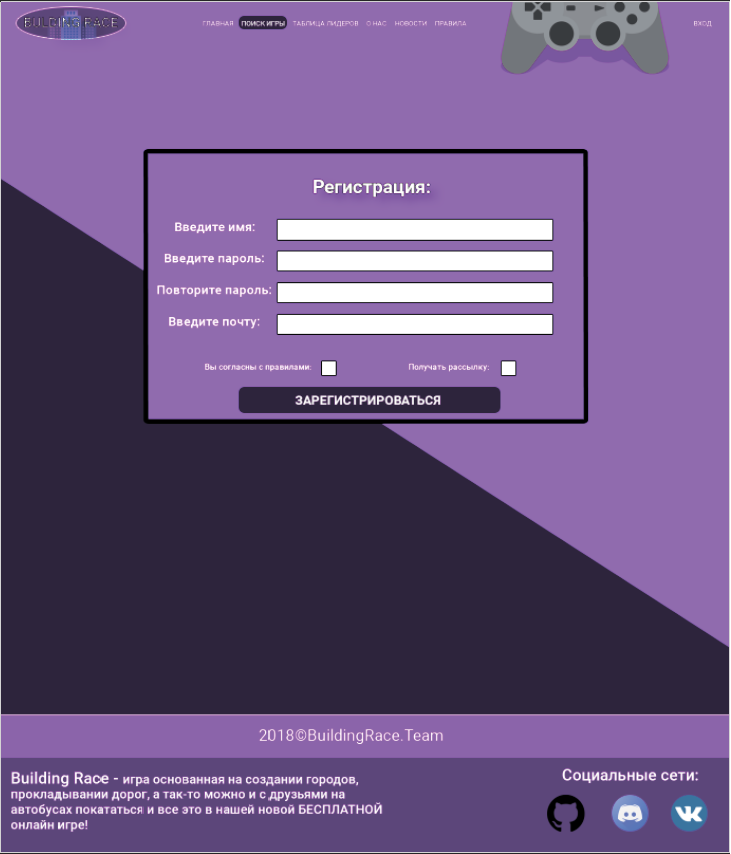 BUILDING RACE
ГЛАВНАЯ ПОИСК ИГРЫ ТАБЛИЦА ЛИДЕРОВ О НАС НОВОСТИ ПРАВИЛА ВХОД
Регистрация:
Введите имя:
Введите пароль:
Повторите пароль:
Введите почту:
Вы согласны с правилами: Получать рассылку:
ЗАРЕГИСТРИРОВАТЬСЯ
2018©BuildingRace.Team
Building Race - игра основанная на создании городов,
прокладывании дорог, а так-то можно и с друзьями на
автобусах покататься и все это в нашей новой БЕСПЛАТНОЙ
онлайн игре!
Социальные сети: